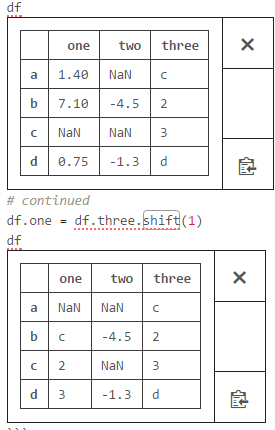 df
one two three
a 1.40 NaN c
b 7.10 -4.5 2
c NaN NaN 3
d 0.75 -1.3 d
# continued
df.one = df.three.shift(1)
df
one two three
a NaN NaN c
b c -4.5 2
c 2 NaN 3
d 3 -1.3 d
```